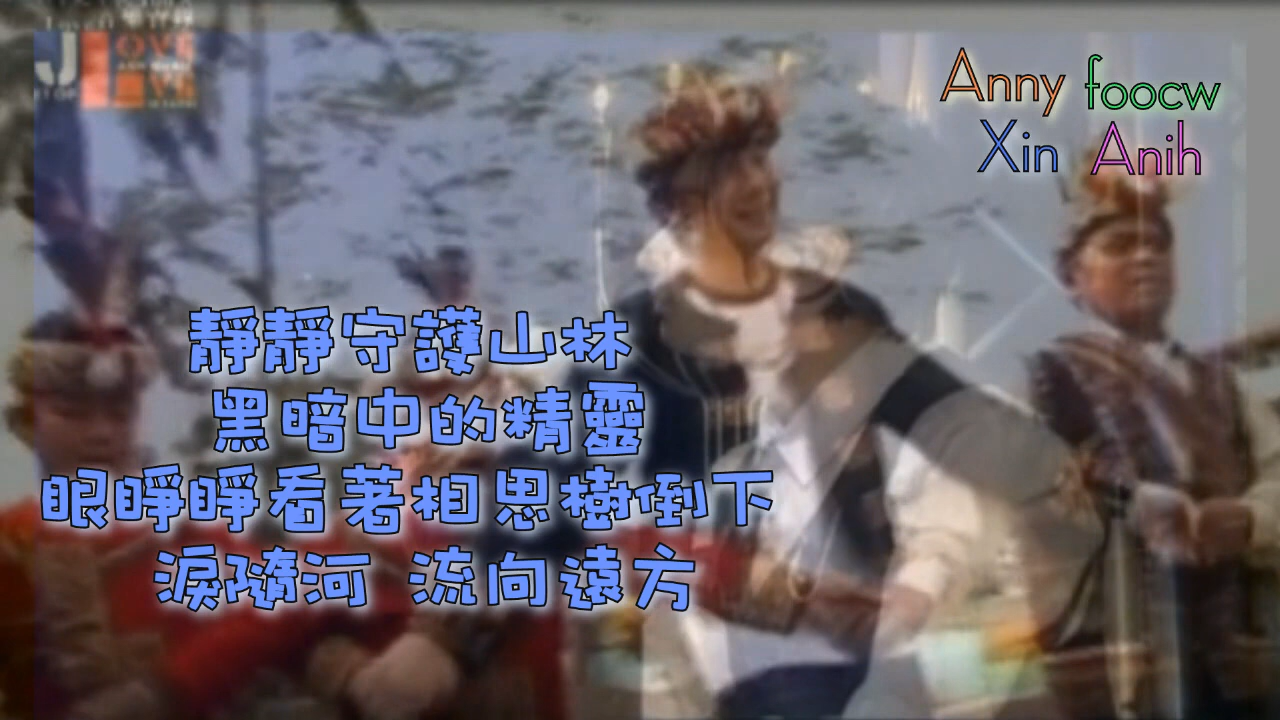 Anny foocw
Xin Anih
J LOVE
靜靜守護山林
黑暗中的精靈
眼睜睜看著相思樹倒下
淚隨河 流向遠方